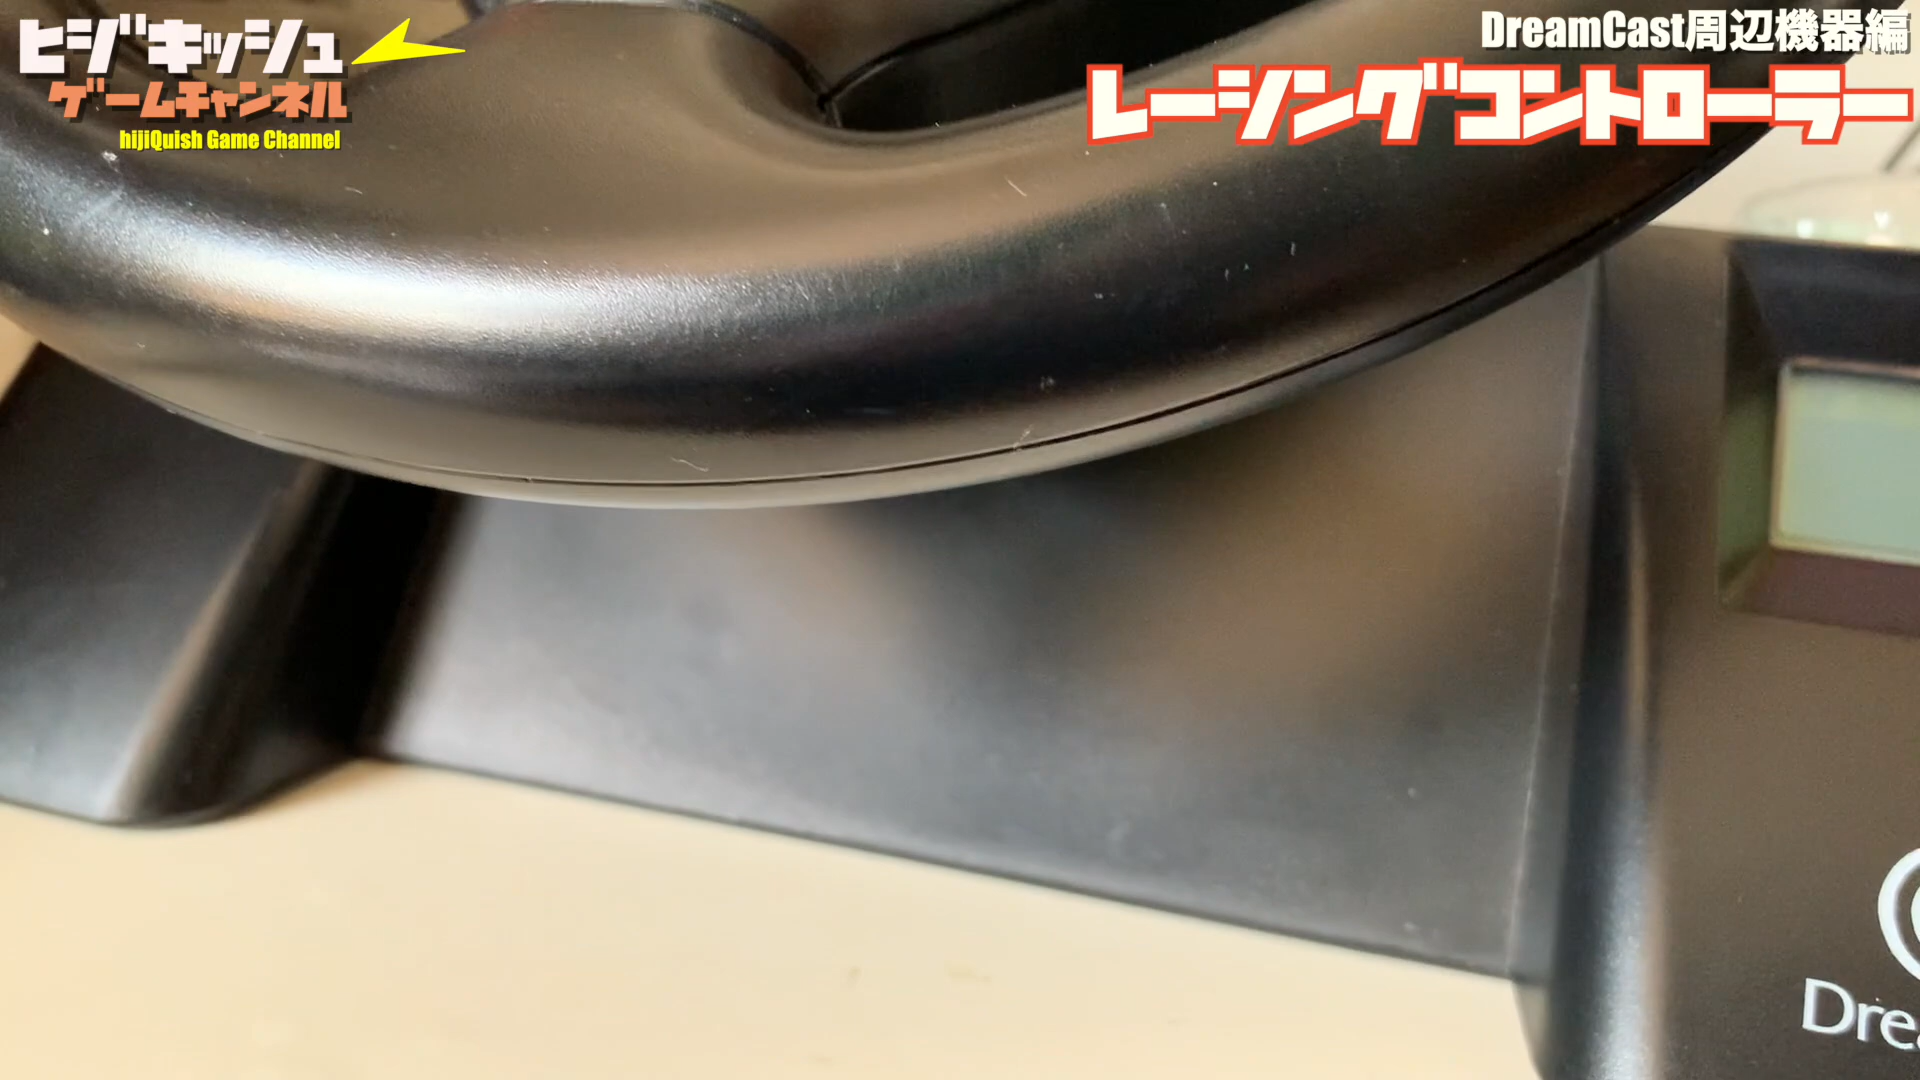 ヒジキッシュ
ゲームチャンネル
hijiQuish Game Channel
DreamCast周辺機器編
レーシングコントローラー
Dre